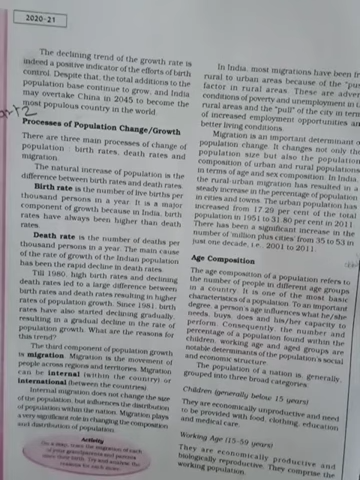 2020-21
The declining trend of the growth rate is
indeed a positive indicator of the efforts of birth
control. Despite that, the total additions to the
population base continue to grow, and India
may overtake China in 2045 to become the
most populous country in the world.
Processes of Population Change/Growth
There are three main processes of change of
population : birth rates, death rates and
migration.
The natural increase of population is the
difference between birth rates and death rates.
Birth rate is the number of live births per
thousand persons in a year. It is a major
component of growth because in India, birth
rates have always been higher than death
rates.
Death rate is the number of deaths per
thousand persons in a year. The main cause
of the rate of growth of the Indian population
has been the rapid decline in death rates.
Till 1980, high birth rates and declining
death rates led to a large difference between
birth rates and death rates resulting in higher
rates of population growth. Since 1981, birth
rates have also started declining gradually,
resulting in a gradual decline in the rate of
population growth. What are the reasons for
this trend?
The third component of population growth
is migration. Migration is the movement of
people across regions and territories. Migration
can be internal (within the country) or
international (between the countries).
Internal migration does not change the size
of the population, but influences the distribution
of population within the nation. Migration plays
a very significant role in changing the composition
and distribution of population.
Activity
On a map, trace the migration of each
of your grandparents and parents
since their birth. Try and analyse the
reasons for each move.
In India, most migrations have been fr
rural to urban areas because of the "pus
factor in rural areas. These are adver
conditions of poverty and unemployment in t
rural areas and the "pull" of the city in term
of increased employment opportunities an
better living conditions.
Migration is an important determinant o
population change. It changes not only the
population size but also the population
composition of urban and rural populations
in terms of age and sex composition. In India,
the rural-urban migration has resulted in a
steady increase in the percentage of population
in cities and towns. The urban population has
increased from 17.29 per cent of the total
population in 1951 to 31.80 per cent in 2011.
There has been a significant increase in the
number of 'million plus cities' from 35 to 53 in
just one decade, i.e., 2001 to 2011.
Age Composition
The age composition of a population refers to
the number of people in different age groups
in a country. It is one of the most basic
characteristics of a population. To an important
degree, a person's age influences what he/she
needs, buys, does and his/her capacity to
perform. Consequently, the number and
percentage of a population found within the
children, working age and aged groups are
notable determinants of the population's social
and economic structure.
The population of a nation is, generally,
grouped into three broad categories:
Children (generally below 15 years)
They are economically unproductive and need
to be provided with food, clothing, education
and medical care.
Working Age (15-59 years)
They are economically productive and
biologically reproductive. They comprise the
working population.